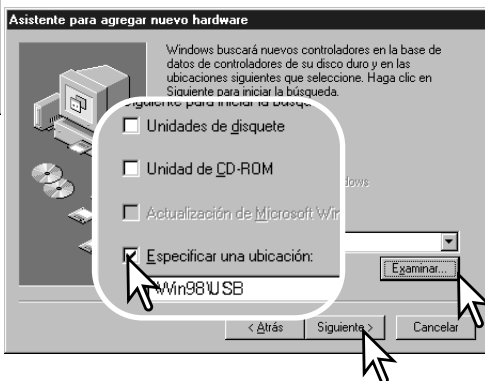 Asistente para agregar nuevo hardware
Windows buscará nuevos controladores en la base de
datos de controladores de su disco duro y en las
ubicaciones siguientes que seleccione. Haga clic en
Siguiente para iniciar la búsqueda.
Unidades de disquete
Unidad de CD-ROM
Actualización de Microsoft Win
Especificar una ubicación:
\Win98\USB
Examinar...
< Atrás
Siguiente >
Cancelar